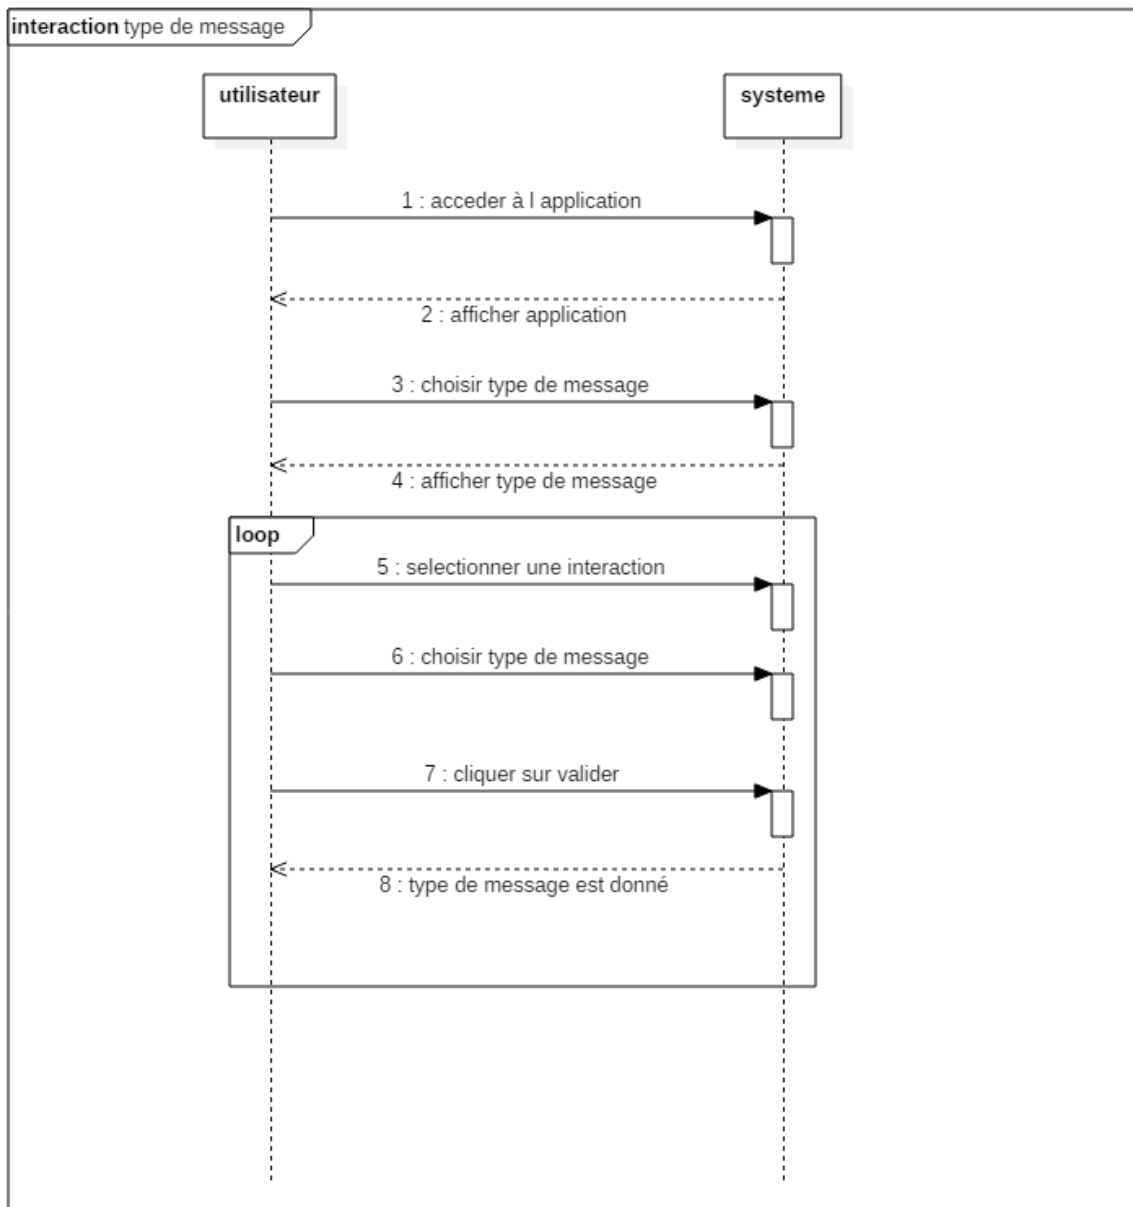 interaction type de message
utilisateur
systeme
1 : acceder à l application
2 : afficher application
3 : choisir type de message
4 : afficher type de message
loop
5 : selectionner une interaction
6 : choisir type de message
7 : cliquer sur valider
8 : type de message est donné